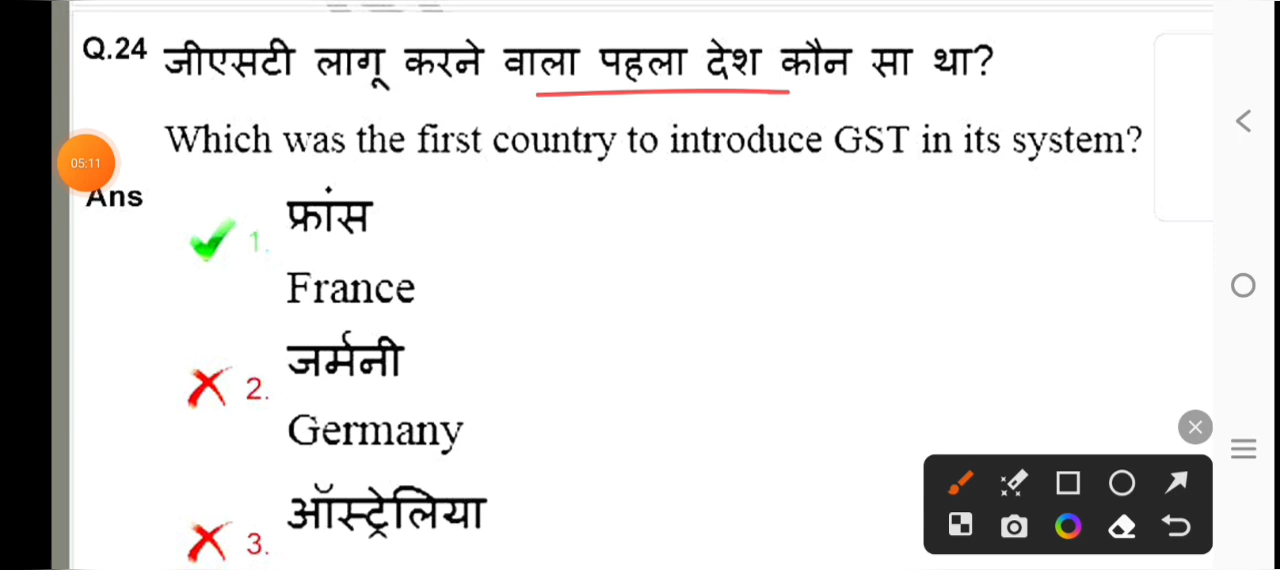 Q.24 जीएसटी लागू करने वाला पहला देश कौन सा था?
Which was the first country to introduce GST in its system?
05:11
Ans
1. फ्रांस
France
2. जर्मनी
Germany
3. ऑस्ट्रेलिया